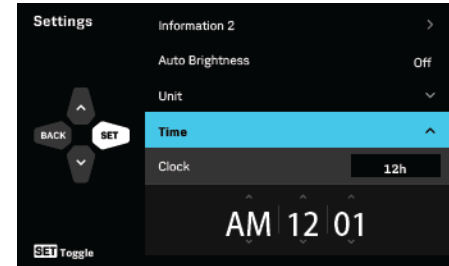 Settings
Information 2
Auto Brightness Off
Unit
BACK SET
Time
Clock 12h
AM 12 01
SET Toggle